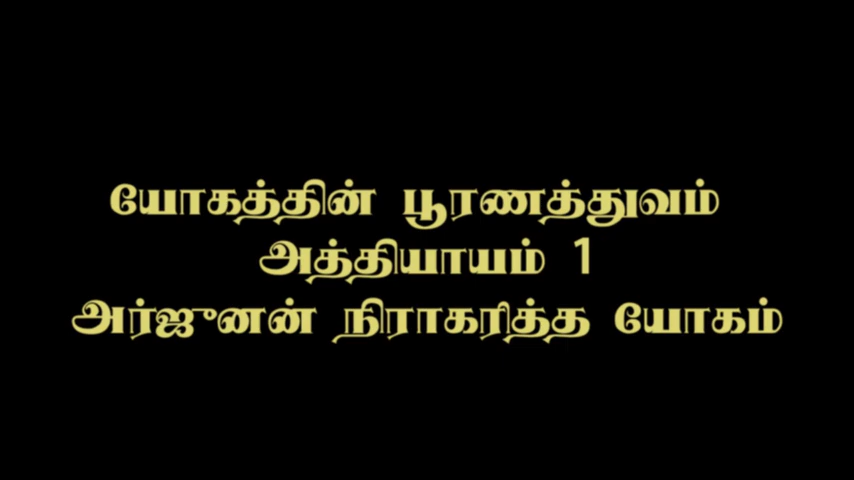 யோகத்தின் பூரணத்துவம்
அத்தியாயம் 1
அர்ஜுனன் நிராகரித்த யோகம்